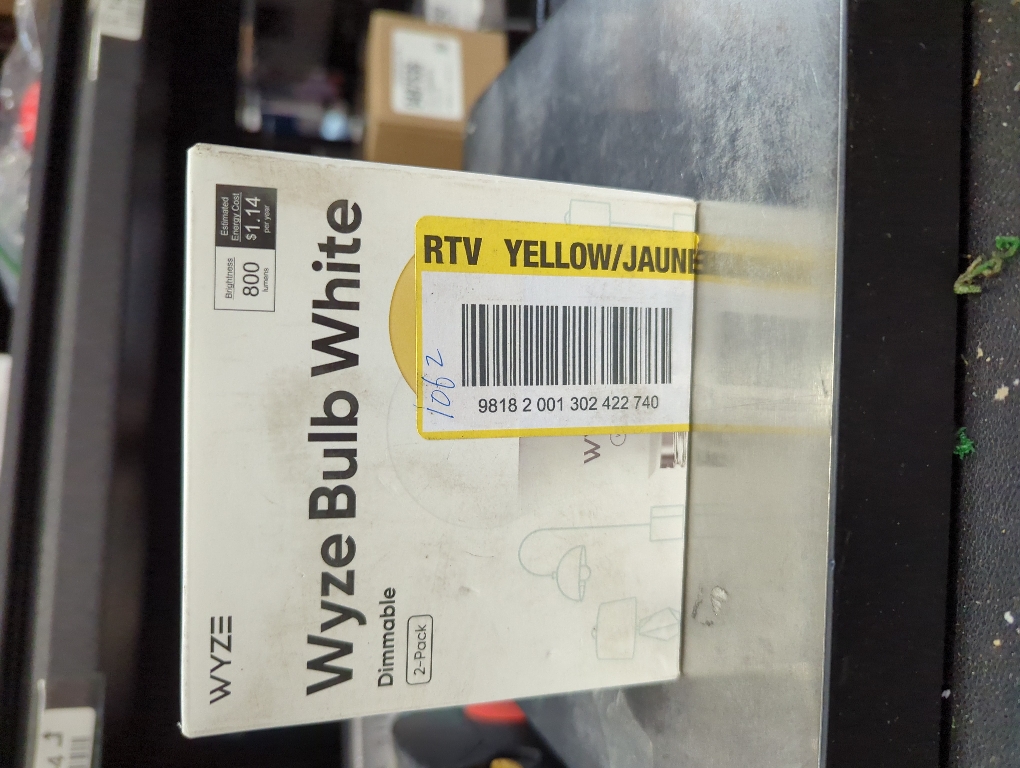 WYZE
Brightness
800
lumens
Estimated
Energy Cost
$1.14
per year
Wyze Bulb White
Dimmable
2-Pack
RTV YELLOW/JAUNE
1062
9818 2 001 302 422 740